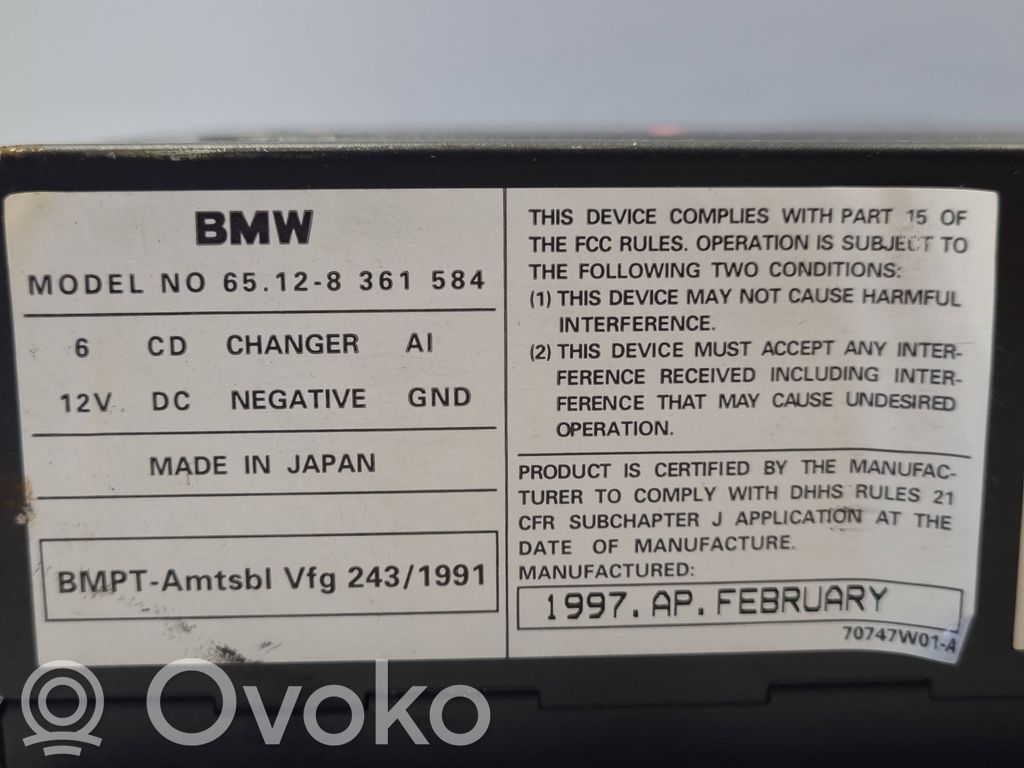 BMW
MODEL NO 65.12-8 361 584
6 CD CHANGER AI
12V DC NEGATIVE GND
MADE IN JAPAN
BMPT-Amtsbl Vfg 243/1991
THIS DEVICE COMPLIES WITH PART 15 OF
THE FCC RULES. OPERATION IS SUBJECT TO
THE FOLLOWING TWO CONDITIONS:
(1) THIS DEVICE MAY NOT CAUSE HARMFUL
INTERFERENCE.
(2) THIS DEVICE MUST ACCEPT ANY INTER-
FERENCE RECEIVED INCLUDING INTER-
FERENCE THAT MAY CAUSE UNDESIRED
OPERATION.
PRODUCT IS CERTIFIED BY THE MANUFAC-
TURER TO COMPLY WITH DHHS RULES 21
CFR SUBCHAPTER J APPLICATION AT THE
DATE OF MANUFACTURE.
MANUFACTURED:
1997. AP. FEBRUARY
70747W01-A
Ovoko